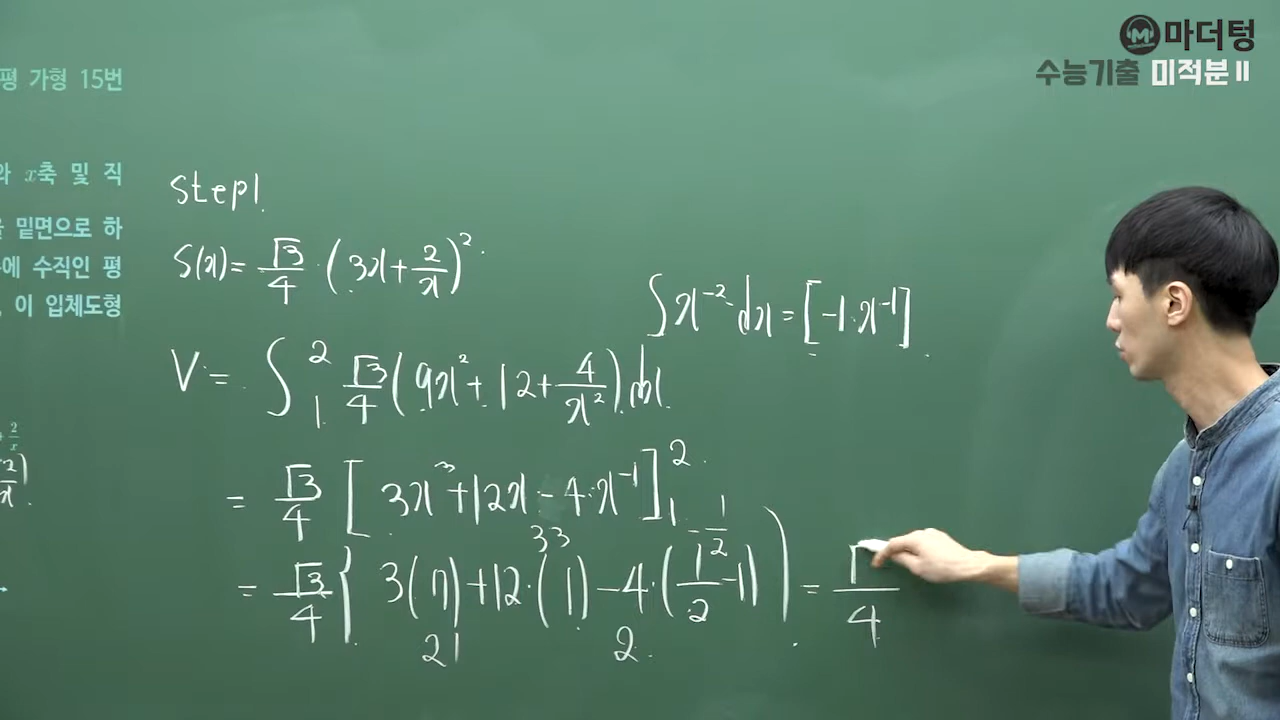 마더텅
수능기출 미적분 II
평 가형 15번
와 x축 및 직
을 밑면으로 하
에 수직인 평
, 이 입체도형
Step1.
S(x) = √3/4 · (3x + 2/x)²
∫ x⁻² dx = [-1·x⁻¹]
V = ∫₁² √3/4 (9x² + 12 + 4/x²) dx
= √3/4 [3x³ + 12x - 4·x⁻¹]₁²
33 -1/2
= √3/4 { 3(7) + 12·(1) - 4·(1/2 - 1) } = √/4
21 2